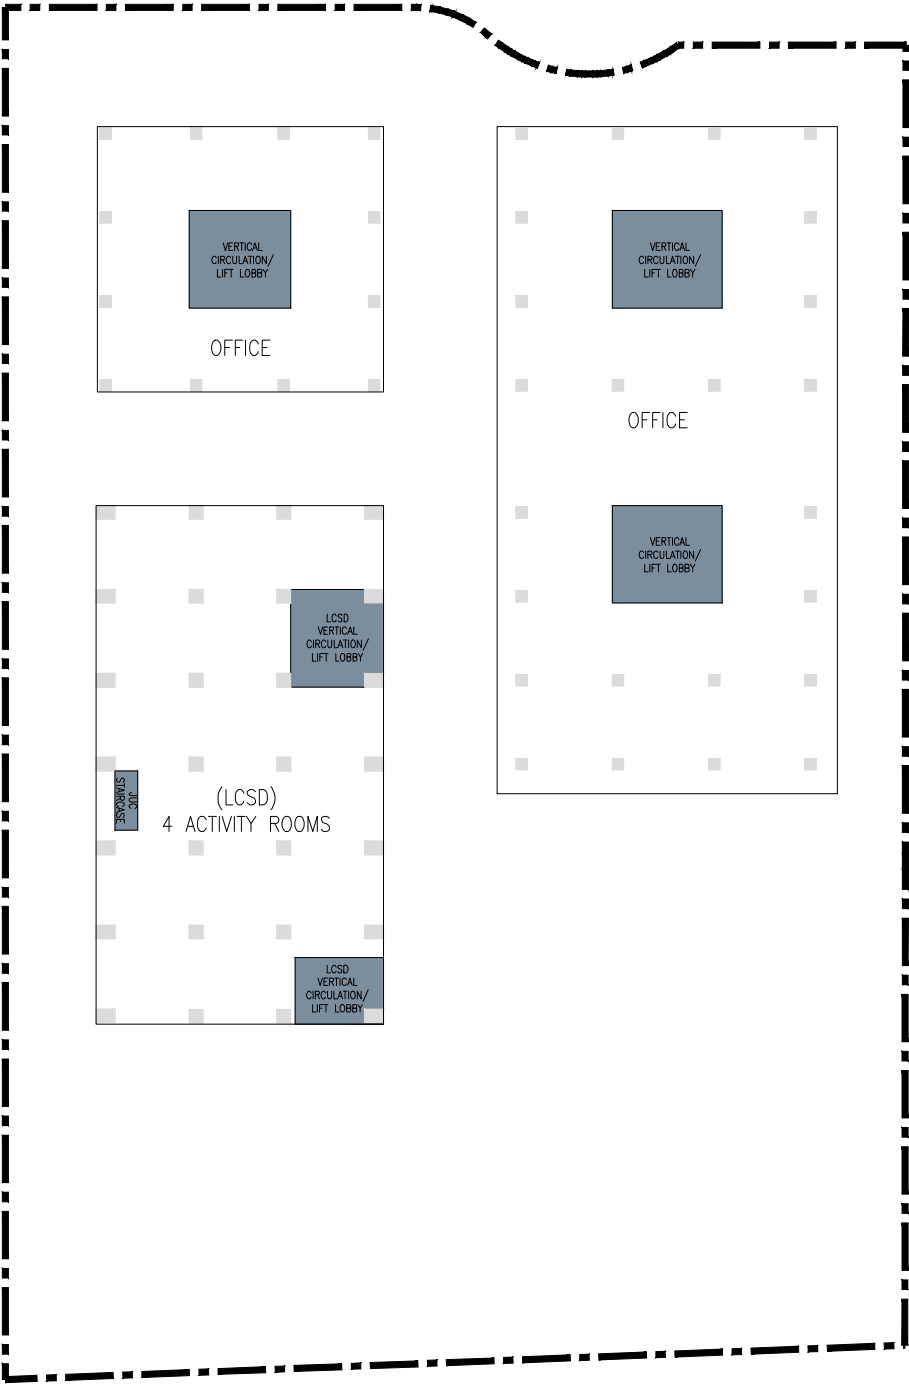 VERTICAL
CIRCULATION/
LIFT LOBBY
OFFICE
VERTICAL
CIRCULATION/
LIFT LOBBY
OFFICE
VERTICAL
CIRCULATION/
LIFT LOBBY
LCSD
VERTICAL
CIRCULATION/
LIFT LOBBY
JUC
STAIRCASE
(LCSD)
4 ACTIVITY ROOMS
LCSD
VERTICAL
CIRCULATION/
LIFT LOBBY